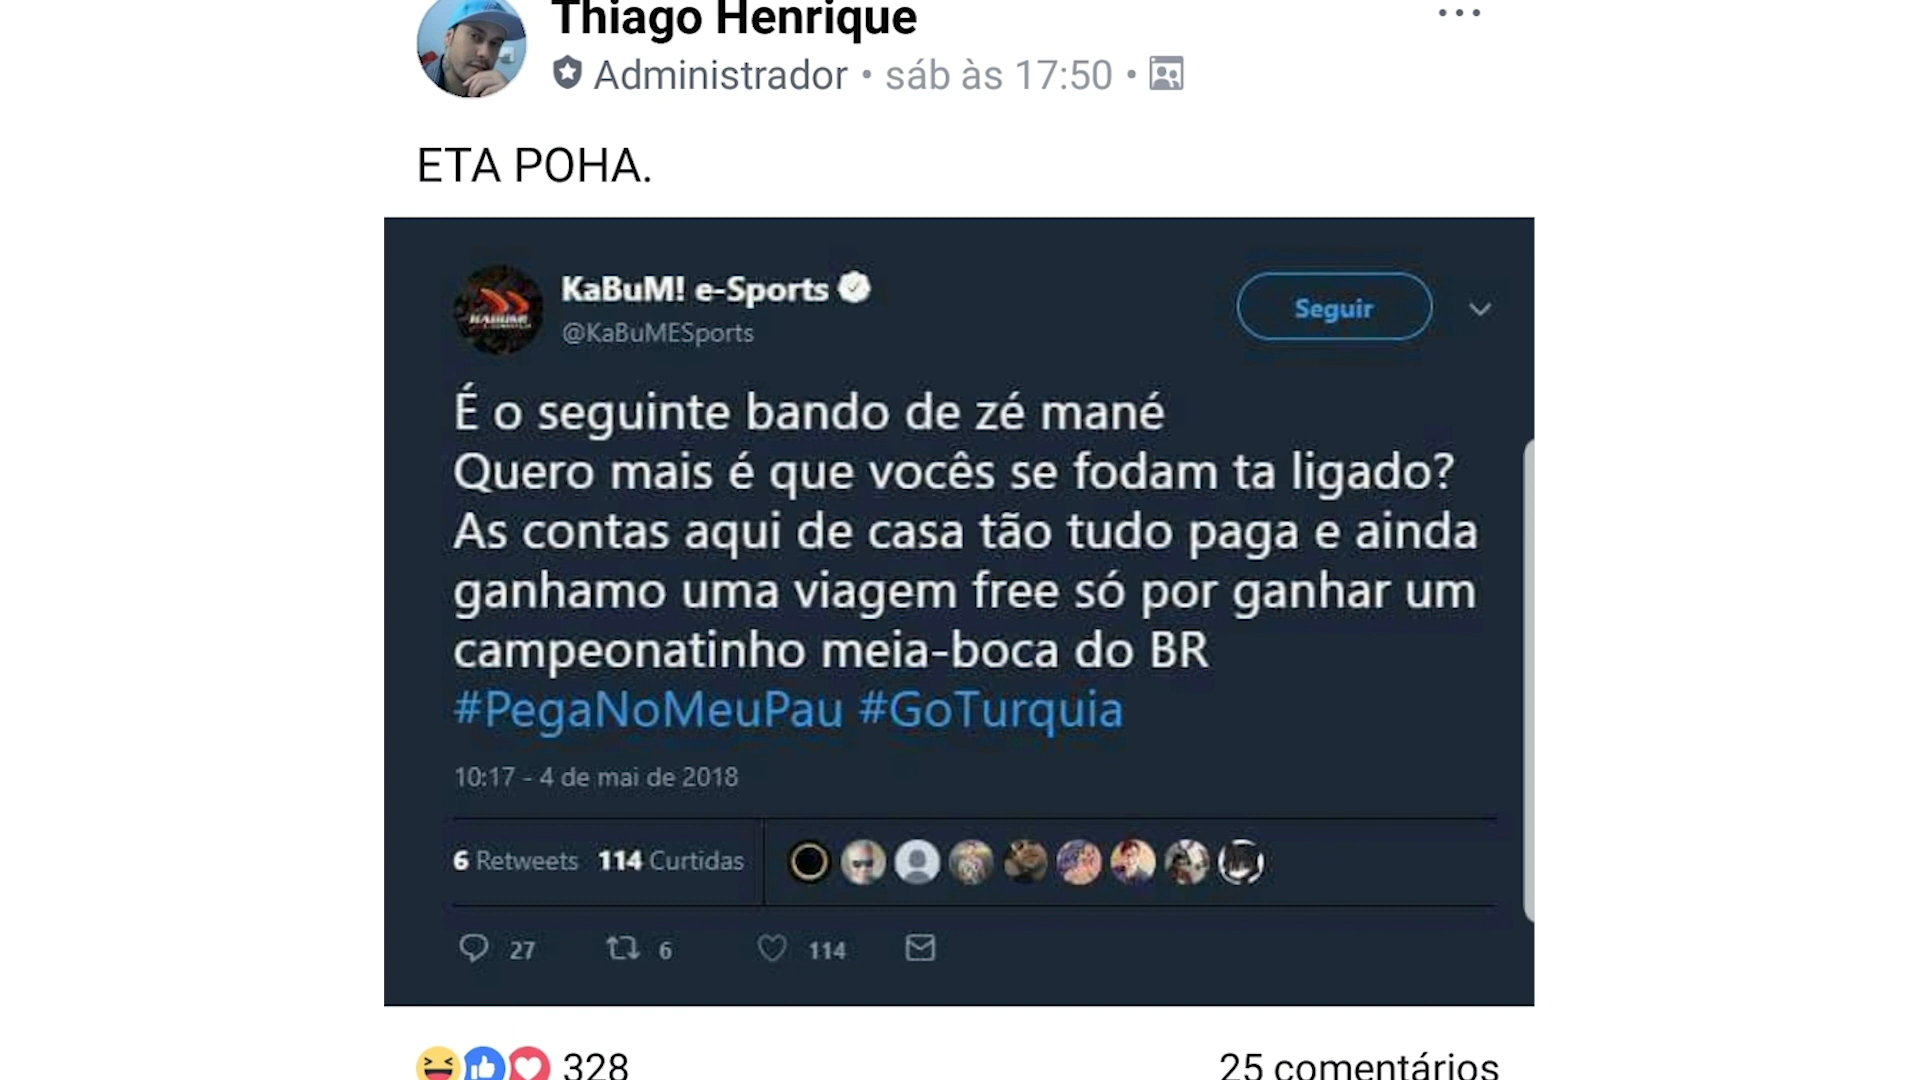 Thiago Henrique
Administrador • sáb às 17:50 •
ETA POHA.
KaBuM! e-Sports
@KaBuMESports
Seguir
KABUM!
É o seguinte bando de zé mané
Quero mais é que vocês se fodam ta ligado?
As contas aqui de casa tão tudo paga e ainda
ganhamo uma viagem free só por ganhar um
campeonatinho meia-boca do BR
#PegaNoMeuPau #GoTurquia
10:17 - 4 de mai de 2018
6 Retweets 114 Curtidas
27 6 114
328 25 comentários